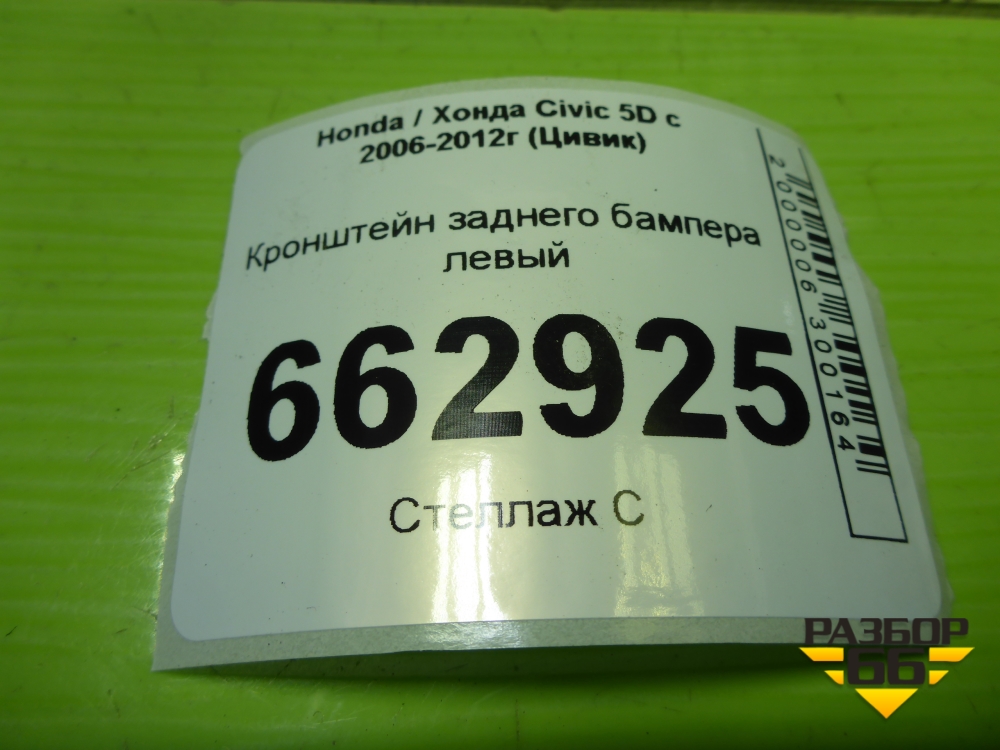 Honda / Хонда Civic 5D с
2006-2012г (Цивик)
Кронштейн заднего бампера
левый
662925
Стеллаж С
2000006300164
РАЗБОР
66